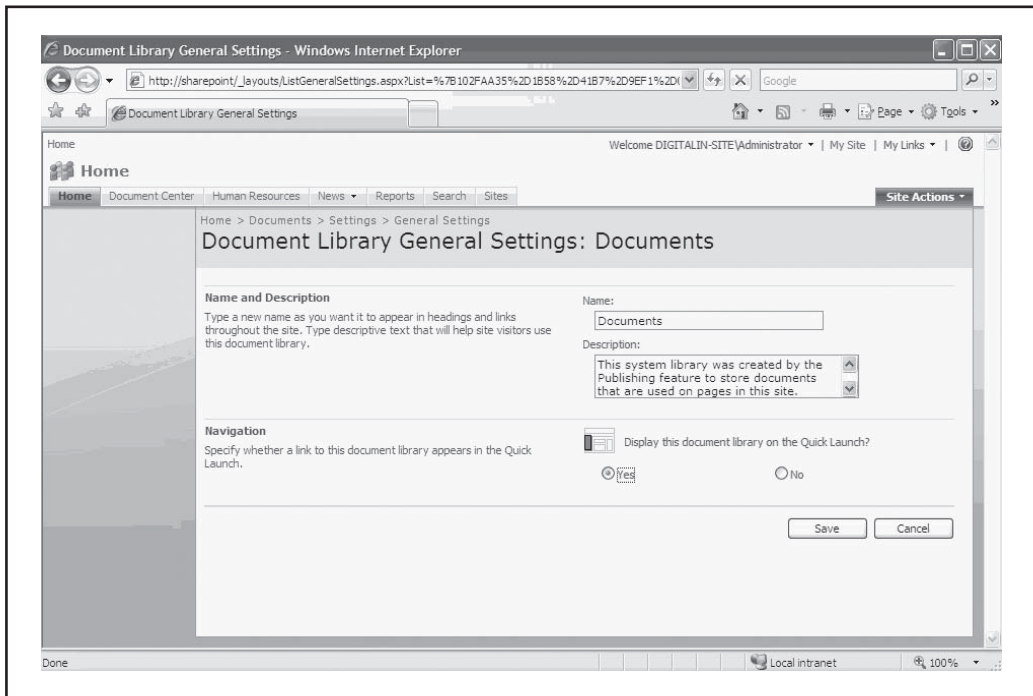 Document Library General Settings - Windows Internet Explorer
http://sharepoint/_layouts/ListGeneralSettings.aspx?List=%7B102FAA35%2D1B58%2D41B7%2D9EF1%2D
Google
Document Library General Settings
Page
Tools
Home
Welcome DIGITALIN-SITE\Administrator | My Site | My Links |
Home
Home Document Center Human Resources News Reports Search Sites Site Actions
Home > Documents > Settings > General Settings
Document Library General Settings: Documents
Name and Description
Type a new name as you want it to appear in headings and links
throughout the site. Type descriptive text that will help site visitors use
this document library.
Name:
Documents
Description:
This system library was created by the
Publishing feature to store documents
that are used on pages in this site.
Navigation
Specify whether a link to this document library appears in the Quick
Launch.
Display this document library on the Quick Launch?
Yes No
Save Cancel
Done Local intranet 100%